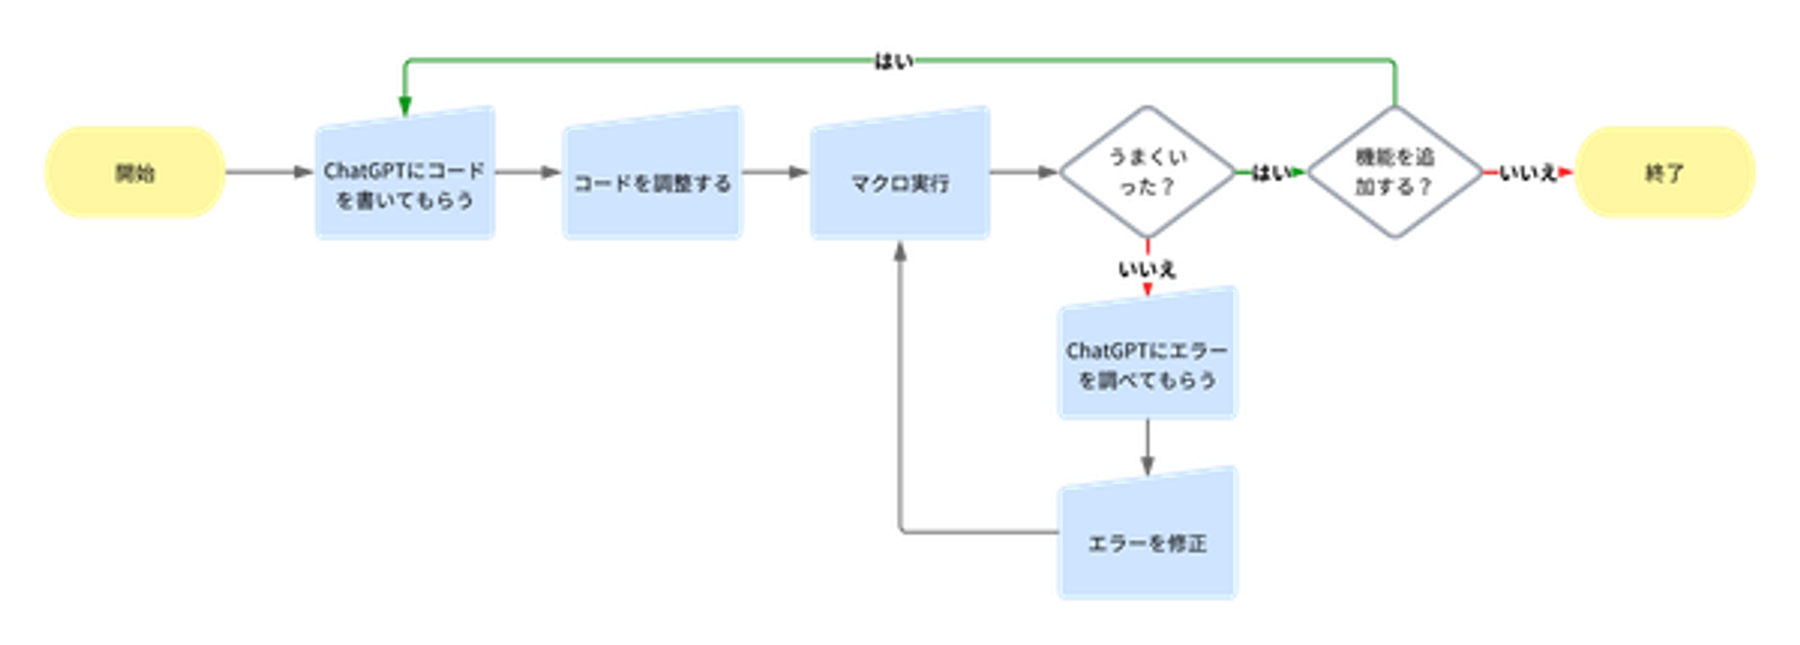 はい
開始
ChatGPTにコード
を書いてもらう
コードを調整する
マクロ実行
うまくい
った？
はい
機能を追
加する？
いいえ
終了
いいえ
ChatGPTにエラー
を調べてもらう
エラーを修正